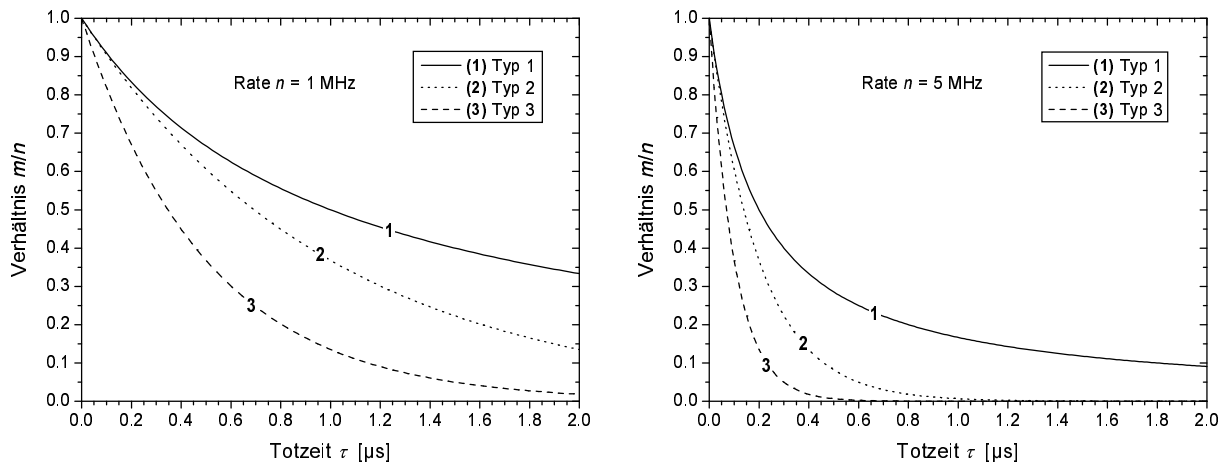 1.0
0.9
0.8
0.7
0.6
0.5
0.4
0.3
0.2
0.1
0.0
Verhältnis m/n
Rate n = 1 MHz
(1) Typ 1
(2) Typ 2
(3) Typ 3
1
2
3
0.0 0.2 0.4 0.6 0.8 1.0 1.2 1.4 1.6 1.8 2.0
Totzeit τ [µs]
1.0
0.9
0.8
0.7
0.6
0.5
0.4
0.3
0.2
0.1
0.0
Verhältnis m/n
Rate n = 5 MHz
(1) Typ 1
(2) Typ 2
(3) Typ 3
1
2
3
0.0 0.2 0.4 0.6 0.8 1.0 1.2 1.4 1.6 1.8 2.0
Totzeit τ [µs]